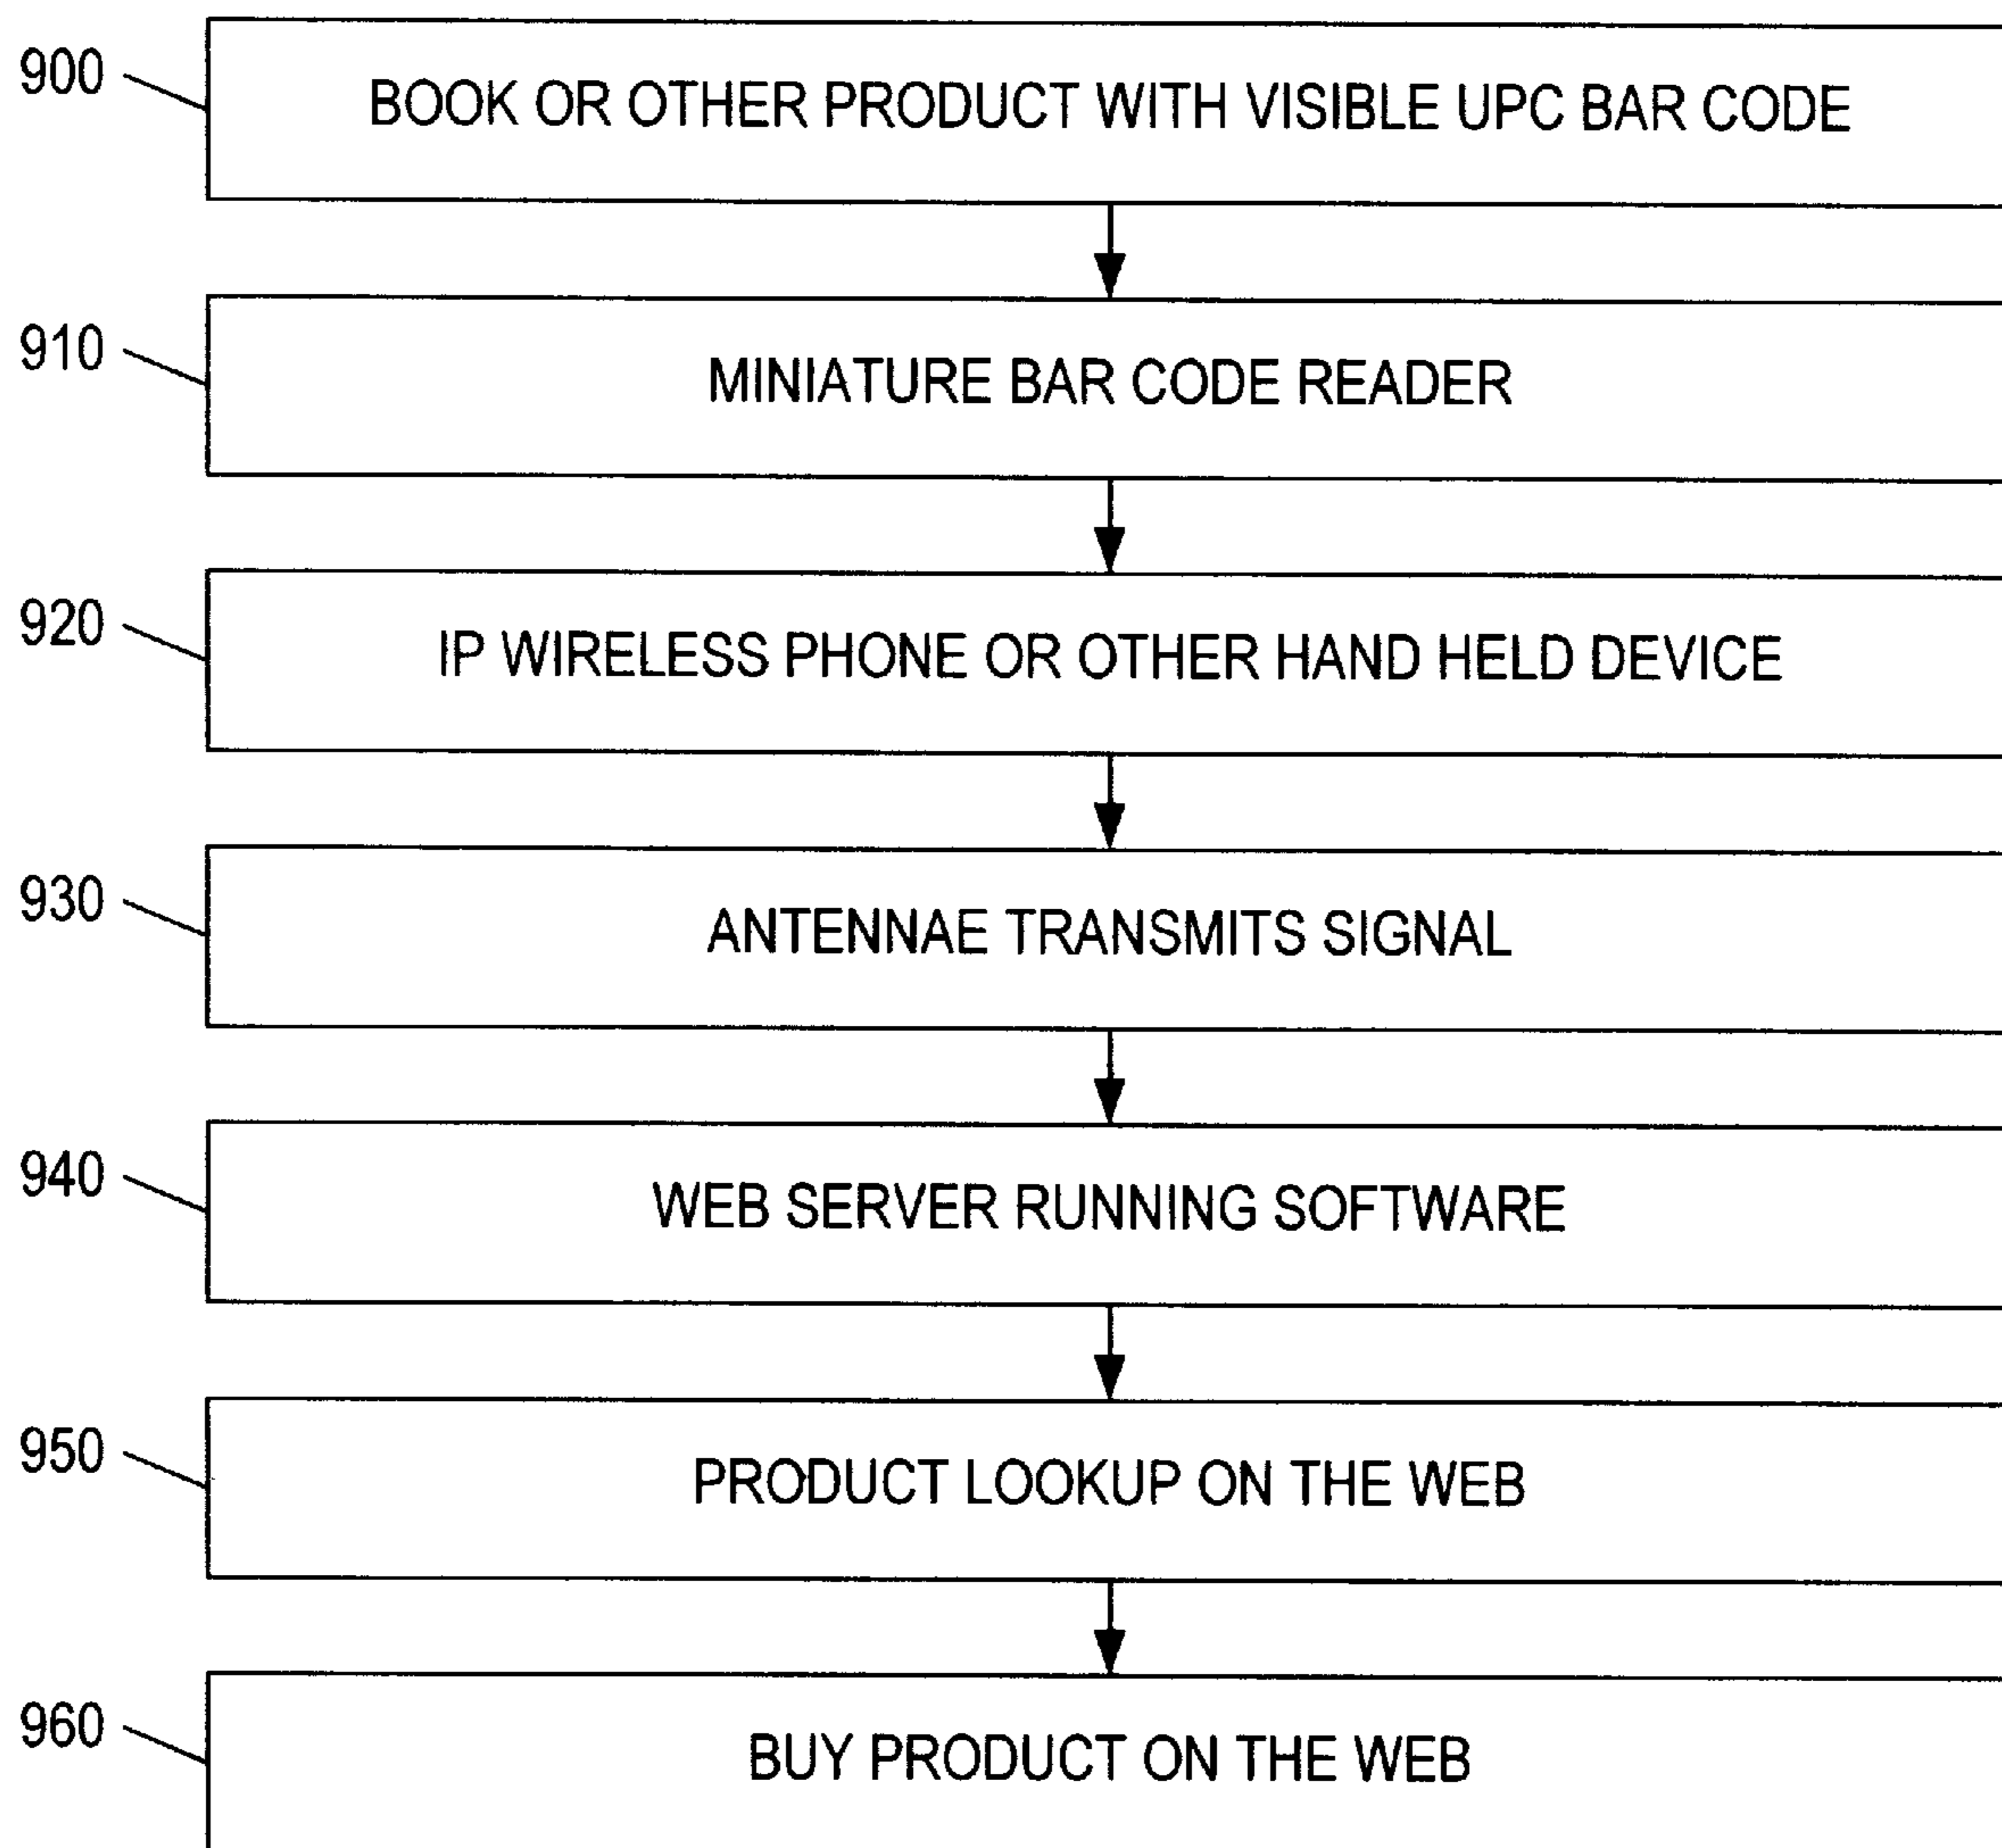 900
BOOK OR OTHER PRODUCT WITH VISIBLE UPC BAR CODE
910
MINIATURE BAR CODE READER
920
IP WIRELESS PHONE OR OTHER HAND HELD DEVICE
930
ANTENNAE TRANSMITS SIGNAL
940
WEB SERVER RUNNING SOFTWARE
950
PRODUCT LOOKUP ON THE WEB
960
BUY PRODUCT ON THE WEB